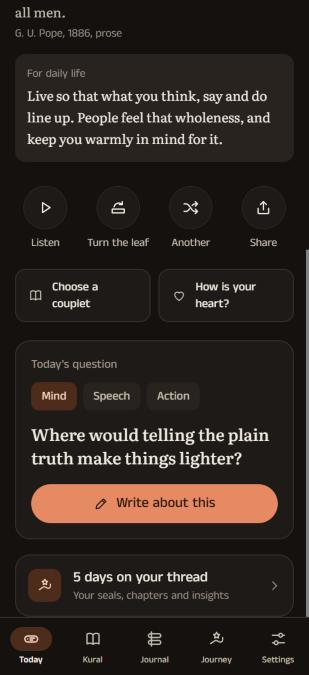 all men.
G. U. Pope, 1886, prose
For daily life
Live so that what you think, say and do
line up. People feel that wholeness, and
keep you warmly in mind for it.
Listen
Turn the leaf
Another
Share
Choose a
couplet
How is your
heart?
Today's question
Mind
Speech
Action
Where would telling the plain
truth make things lighter?
Write about this
5 days on your thread
Your seals, chapters and insights
Today
Kural
Journal
Journey
Settings